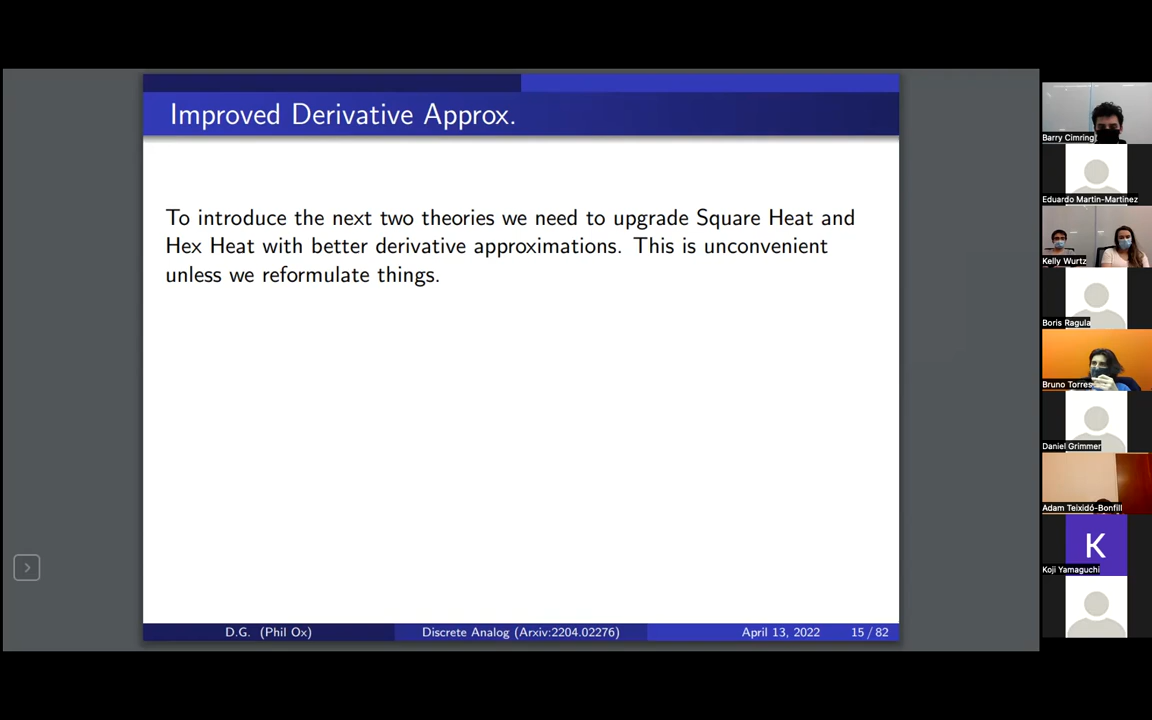 Improved Derivative Approx.
To introduce the next two theories we need to upgrade Square Heat and
Hex Heat with better derivative approximations. This is unconvenient
unless we reformulate things.
D.G. (Phil Ox)
Discrete Analog (Arxiv:2204.02276)
April 13, 2022
15 / 82
Barry Cimring
Eduardo Martin-Martinez
Kelly Wurtz
Boris Ragula
Bruno Torres
Daniel Grimmer
Adam Teixidó-Bonfill
K
Koji Yamaguchi